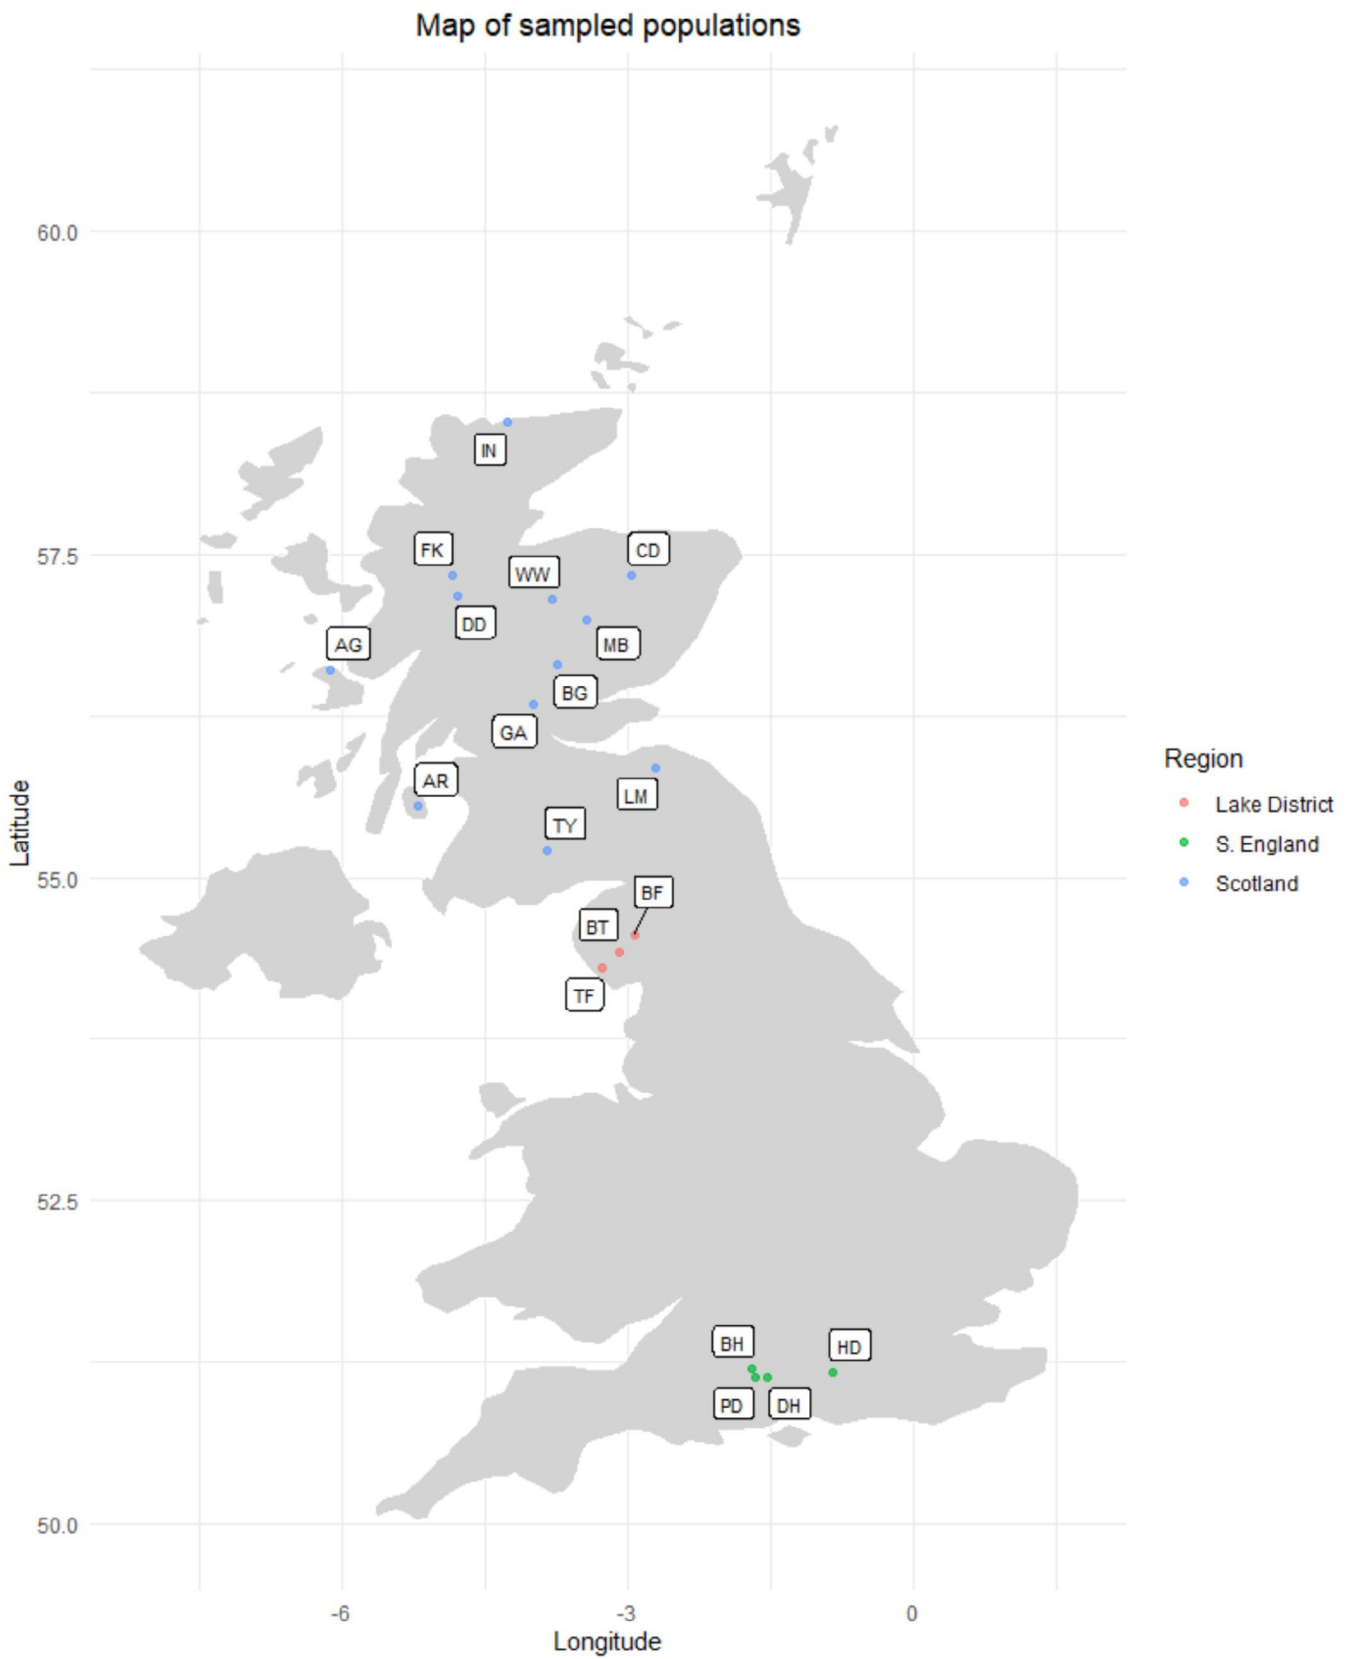 Map of sampled populations
60.0
IN
FK
CD
57.5
WW
DD
AG
MB
BG
GA
AR
LM
TY
Region
Lake District
S. England
Scotland
Latitude
55.0
BF
BT
TF
52.5
BH
HD
PD
DH
50.0
-6
-3
0
Longitude